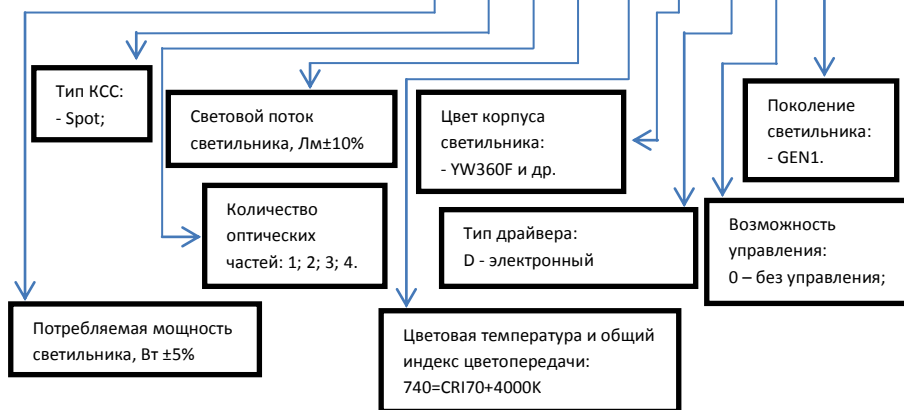 Тип КСС:
- Spot;
Световой поток
светильника, Лм±10%
Цвет корпуса
светильника:
- YW360F и др.
Поколение
светильника:
- GEN1.
Количество
оптических
частей: 1; 2; 3; 4.
Тип драйвера:
D - электронный
Возможность
управления:
0 – без управления;
Потребляемая мощность
светильника, Вт ±5%
Цветовая температура и общий
индекс цветопередачи:
740=CRI70+4000K